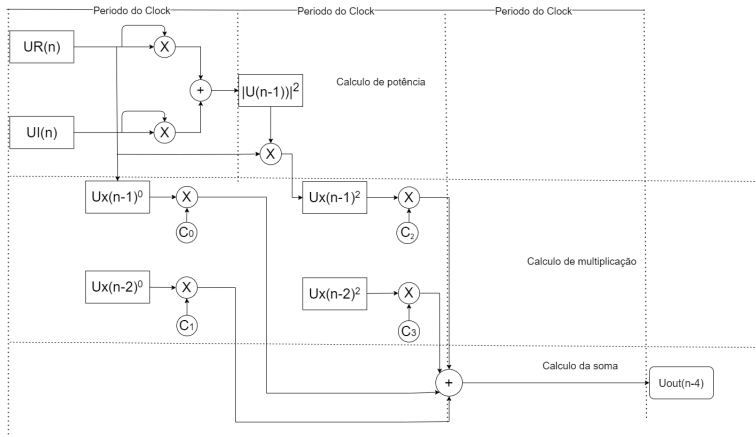 Periodo do Clock
Periodo do Clock
Periodo do Clock
UR(n)
X
+
|U(n-1))|²
Calculo de potência
UI(n)
X
X
Ux(n-1)⁰
X
Ux(n-1)²
X
C₀
C₂
Calculo de multiplicação
Ux(n-2)⁰
X
Ux(n-2)²
X
C₁
C₃
Calculo da soma
+
Uout(n-4)